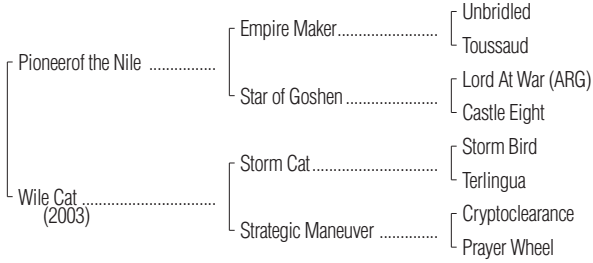 Unbridled
Empire Maker........................
Toussaud
Pioneerof the Nile ................
Lord At War (ARG)
Star of Goshen......................
Castle Eight
Storm Bird
Storm Cat..............................
Terlingua
Wile Cat ................................
(2003)
Cryptoclearance
Strategic Maneuver ..............
Prayer Wheel